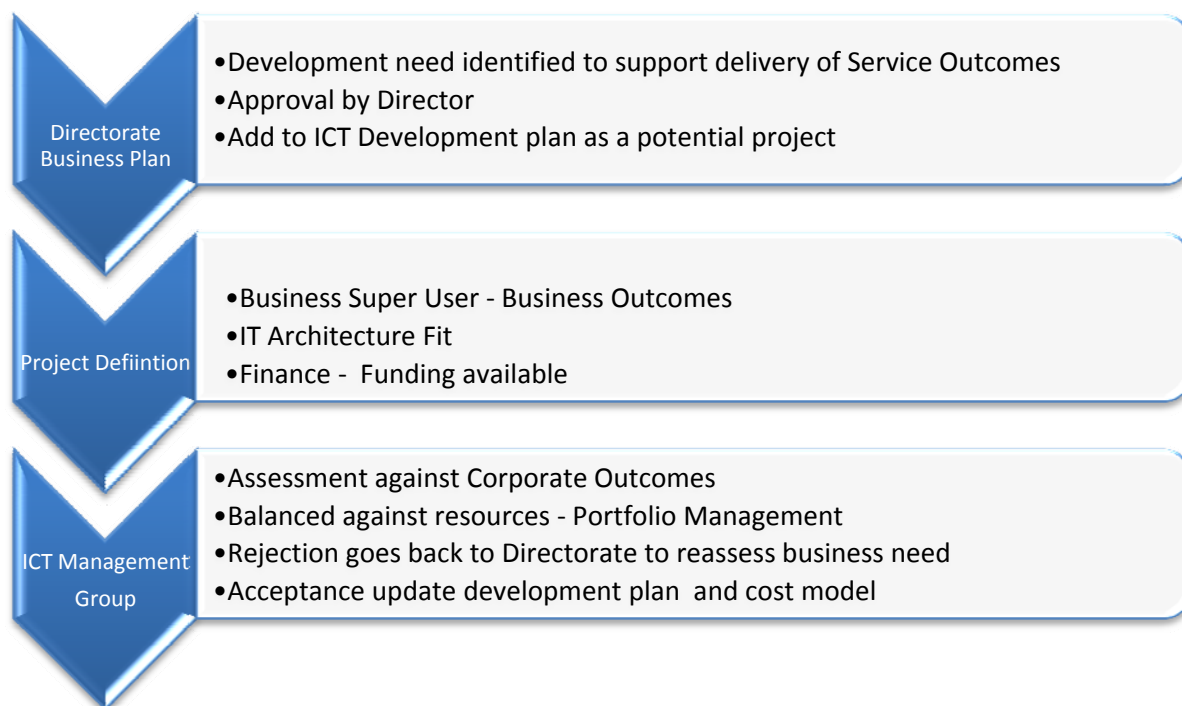 Directorate
Business Plan
•Development need identified to support delivery of Service Outcomes
•Approval by Director
•Add to ICT Development plan as a potential project
Project Defiintion
•Business Super User - Business Outcomes
•IT Architecture Fit
•Finance -  Funding available
ICT Management
Group
•Assessment against Corporate Outcomes
•Balanced against resources - Portfolio Management
•Rejection goes back to Directorate to reassess business need
•Acceptance update development plan  and cost model